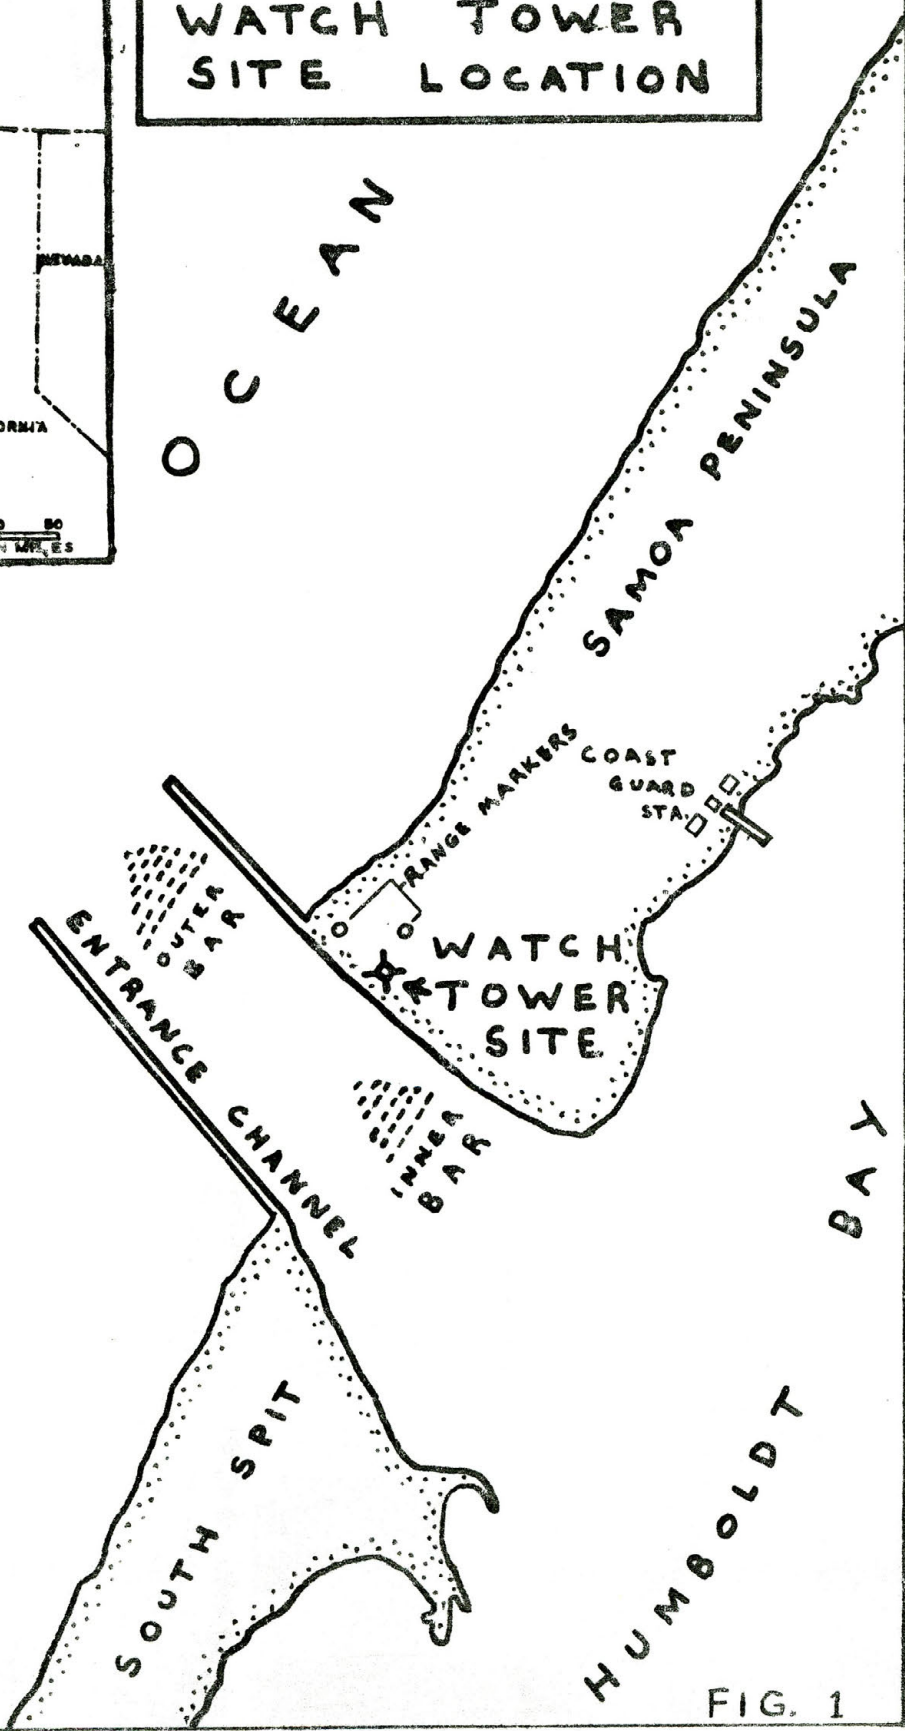 WATCH TOWER
SITE LOCATION
NEVADA
50
OCEAN
SAMOA PENINSULA
RANGE MARKERS
COAST
GUARD
STA.
OUTER
BAR
ENTRANCE CHANNEL
WATCH
TOWER
SITE
INNER
BAR
BAY
SOUTH SPIT
HUMBOLDT
FIG. 1